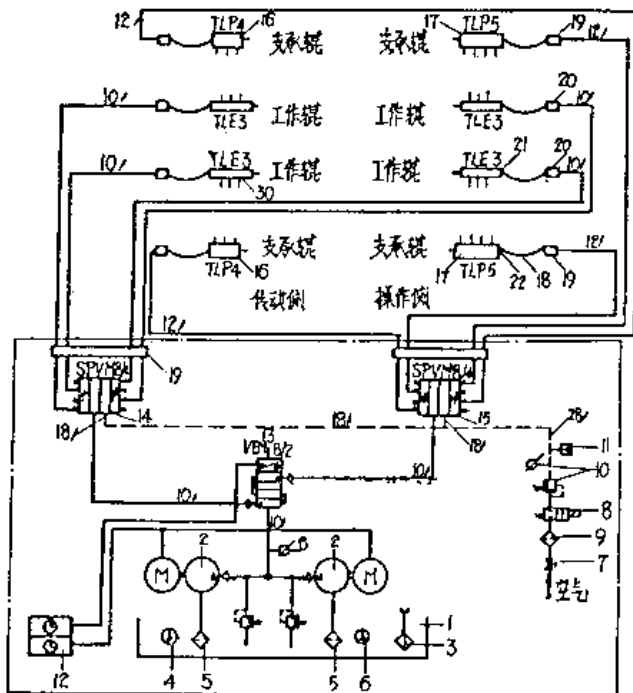 12/ TLP4 16 17 TLP5 19 12/
支承辊 支承辊
10/ TLE3 工作辊 工作辊 TLE3 20 10/
10/ TLE3 30 工作辊 工作辊 TLE3 21 20 10/
TLP4 16 支承辊 支承辊 17 TLP5 22 18 19 12/
传动侧 操作侧
12/
19
14 15
18/ 18/ 18/ 28/
13
11
10
10/ 10/
8
9
7
空气
10/
2 8 2
M M
1
3
12 4 5 5 6